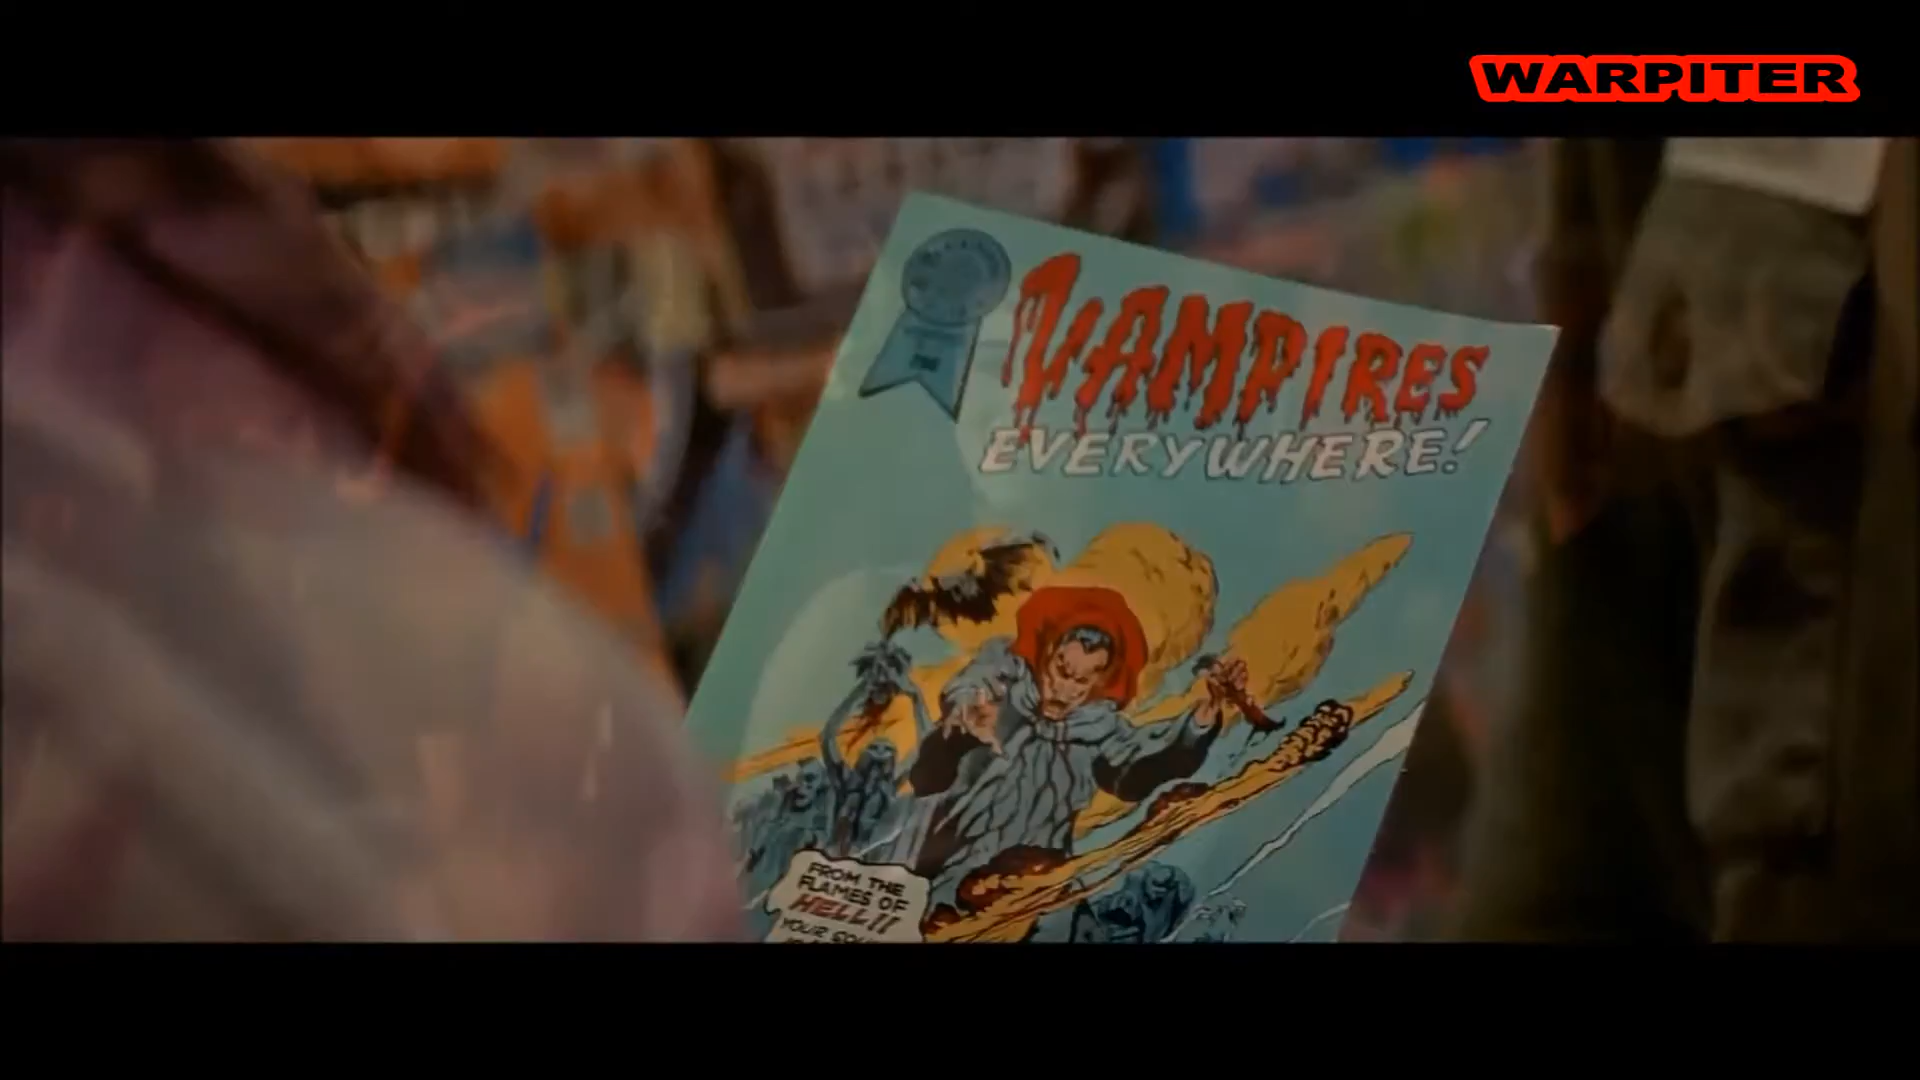 WARPITER
VAMPIRES
EVERYWHERE!
FROM THE
FLAMES OF
HELL!!
YOUR